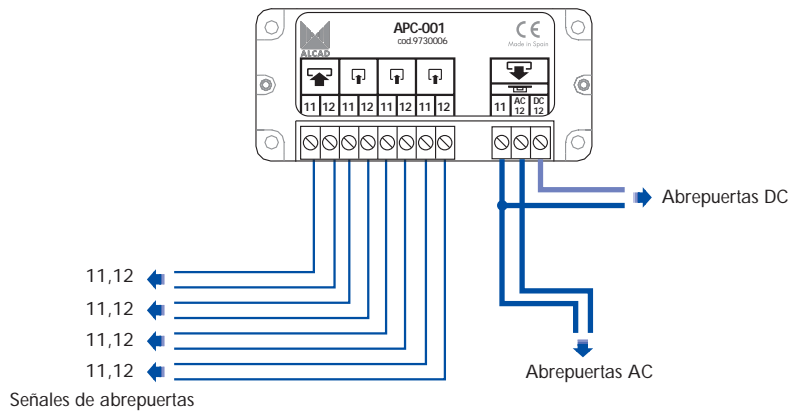 APC-001
cod.9730006
ALCAD
CE
Made in Spain
11 12 11 12 11 12 11 12
11 AC 12 DC 12
Abrepuertas DC
11,12
11,12
11,12
11,12
Abrepuertas AC
Señales de abrepuertas